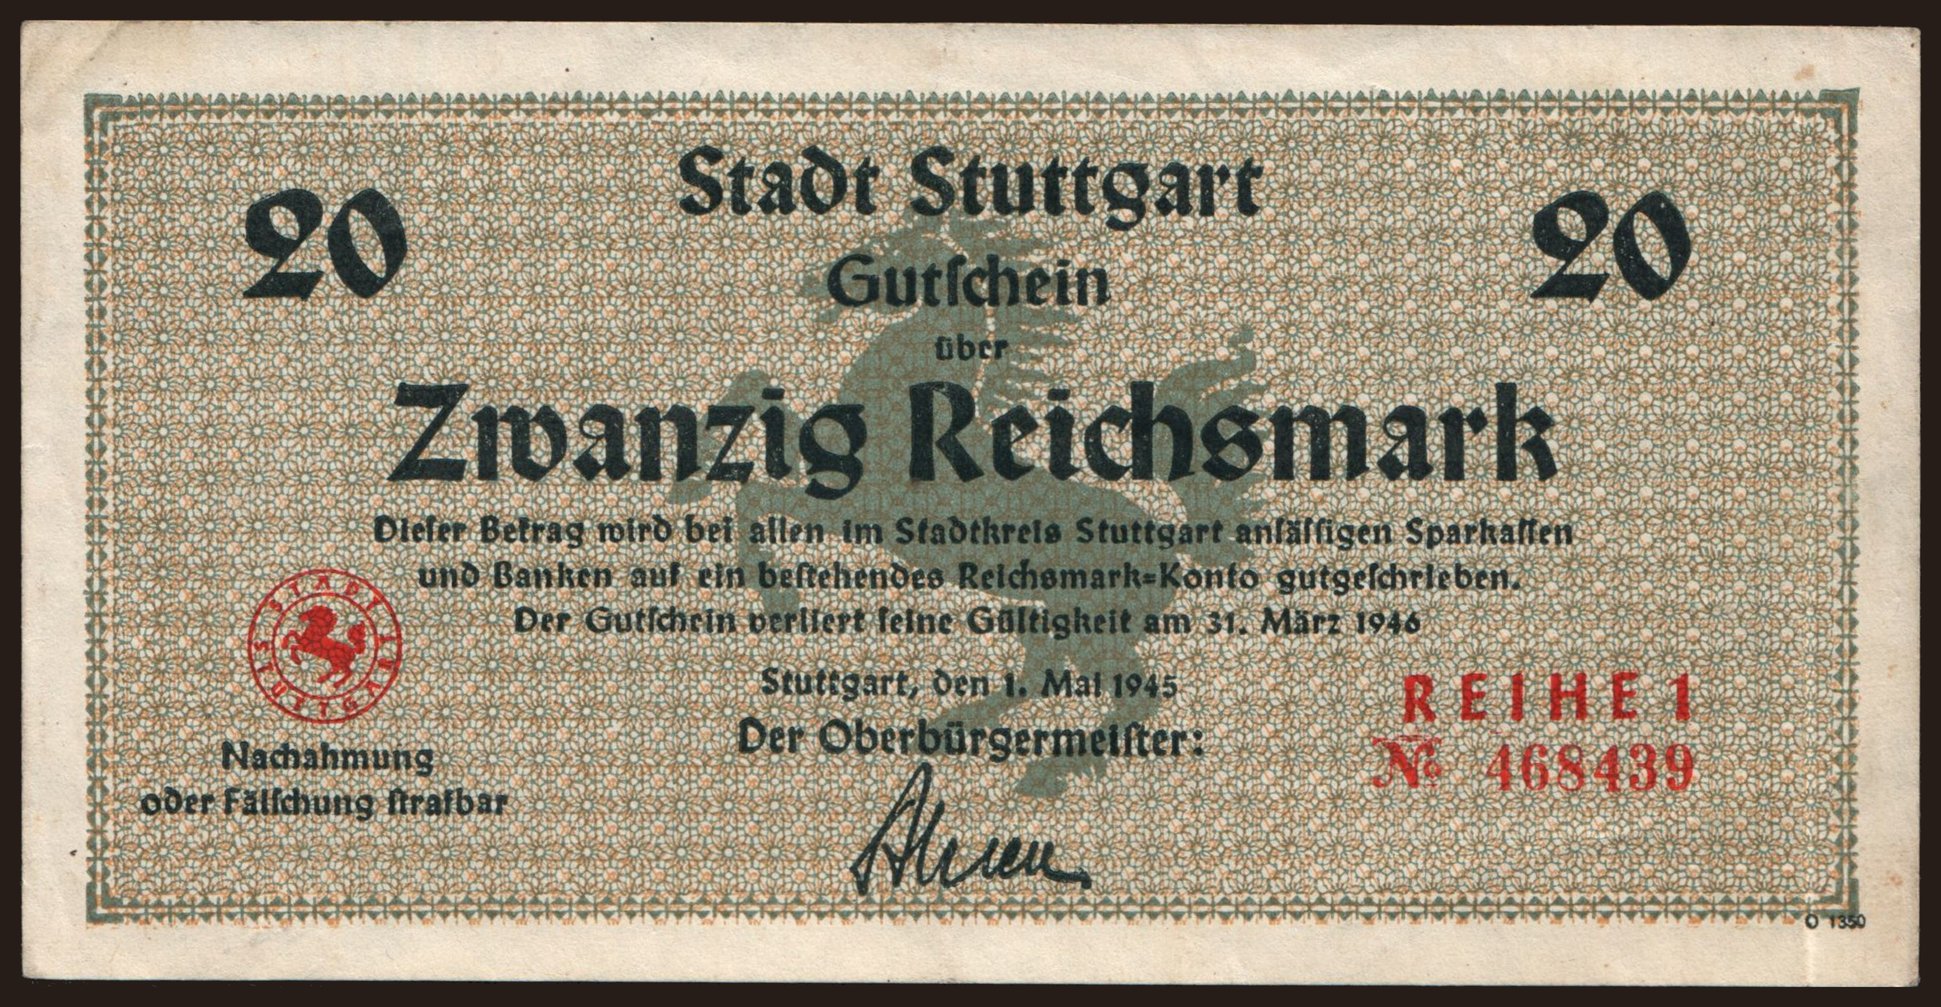 Stadt Stuttgart
20
20
Gutschein
über
Zwanzig Reichsmark
Dieser Betrag wird bei allen im Stadtkreis Stuttgart ansässigen Sparkassen
und Banken auf ein bestehendes Reichsmark=Konto gutgeschrieben.
Der Gutschein verliert seine Gültigkeit am 31. März 1946
STADT STUTTGART
Stuttgart, den 1. Mai 1945
Der Oberbürgermeister:
REIHE 1
№ 468439
Nachahmung
oder Fälschung strafbar
O 1350